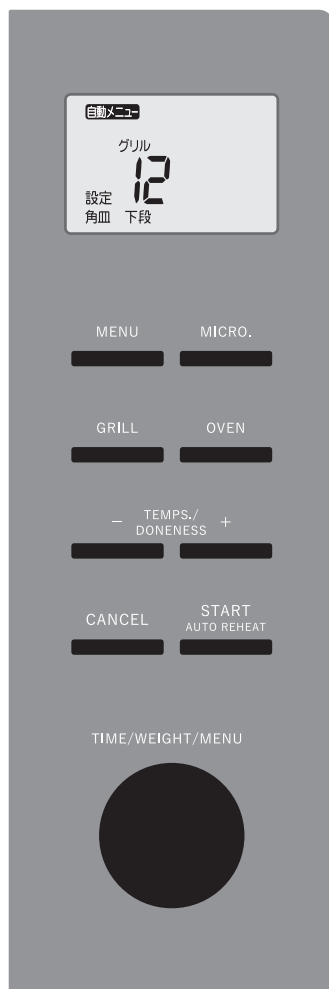 自動メニュー
グリル
12
設定
角皿 下段
MENU MICRO.
GRILL OVEN
− TEMPS./ +
DONENESS
CANCEL START
AUTO REHEAT
TIME/WEIGHT/MENU